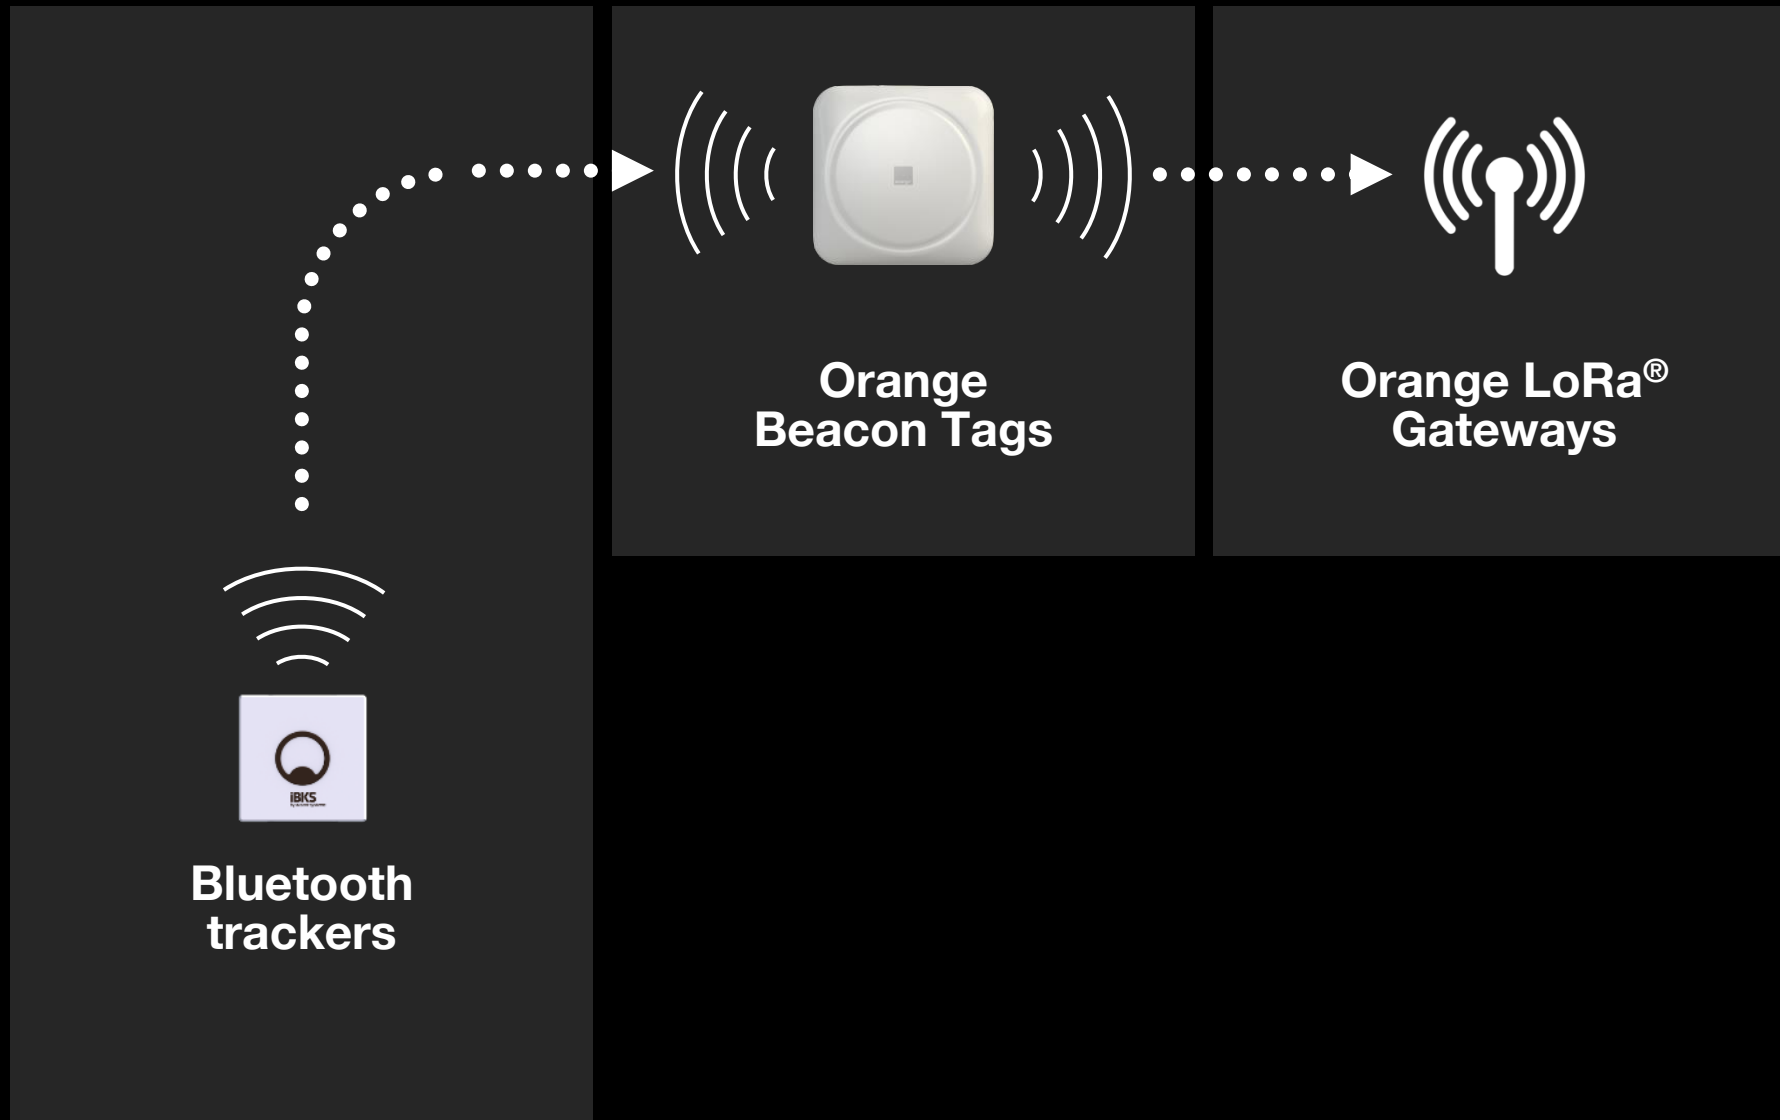 Orange
Beacon Tags
Orange LoRa®
Gateways
iBKS
Bluetooth
trackers